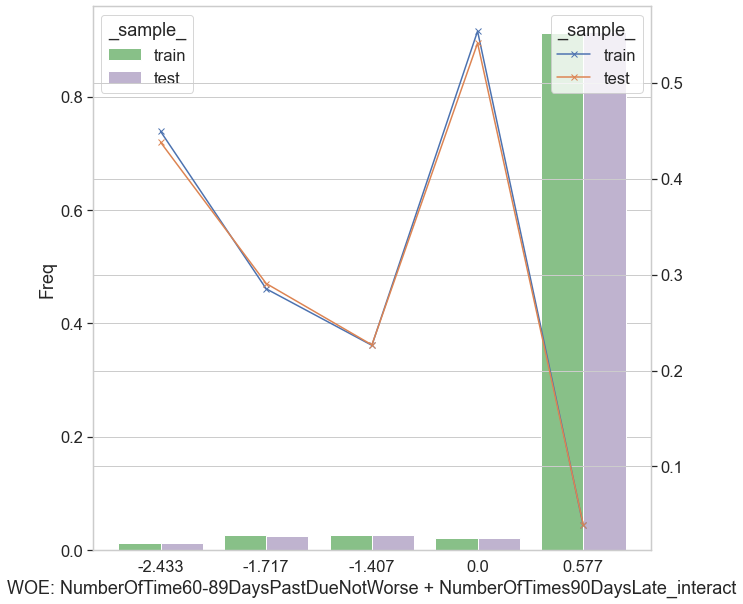 _sample_
train
test
_sample_
train
test
Freq
0.8
0.6
0.4
0.2
0.0
0.5
0.4
0.3
0.2
0.1
-2.433 -1.717 -1.407 0.0 0.577
WOE: NumberOfTime60-89DaysPastDueNotWorse + NumberOfTimes90DaysLate_interact